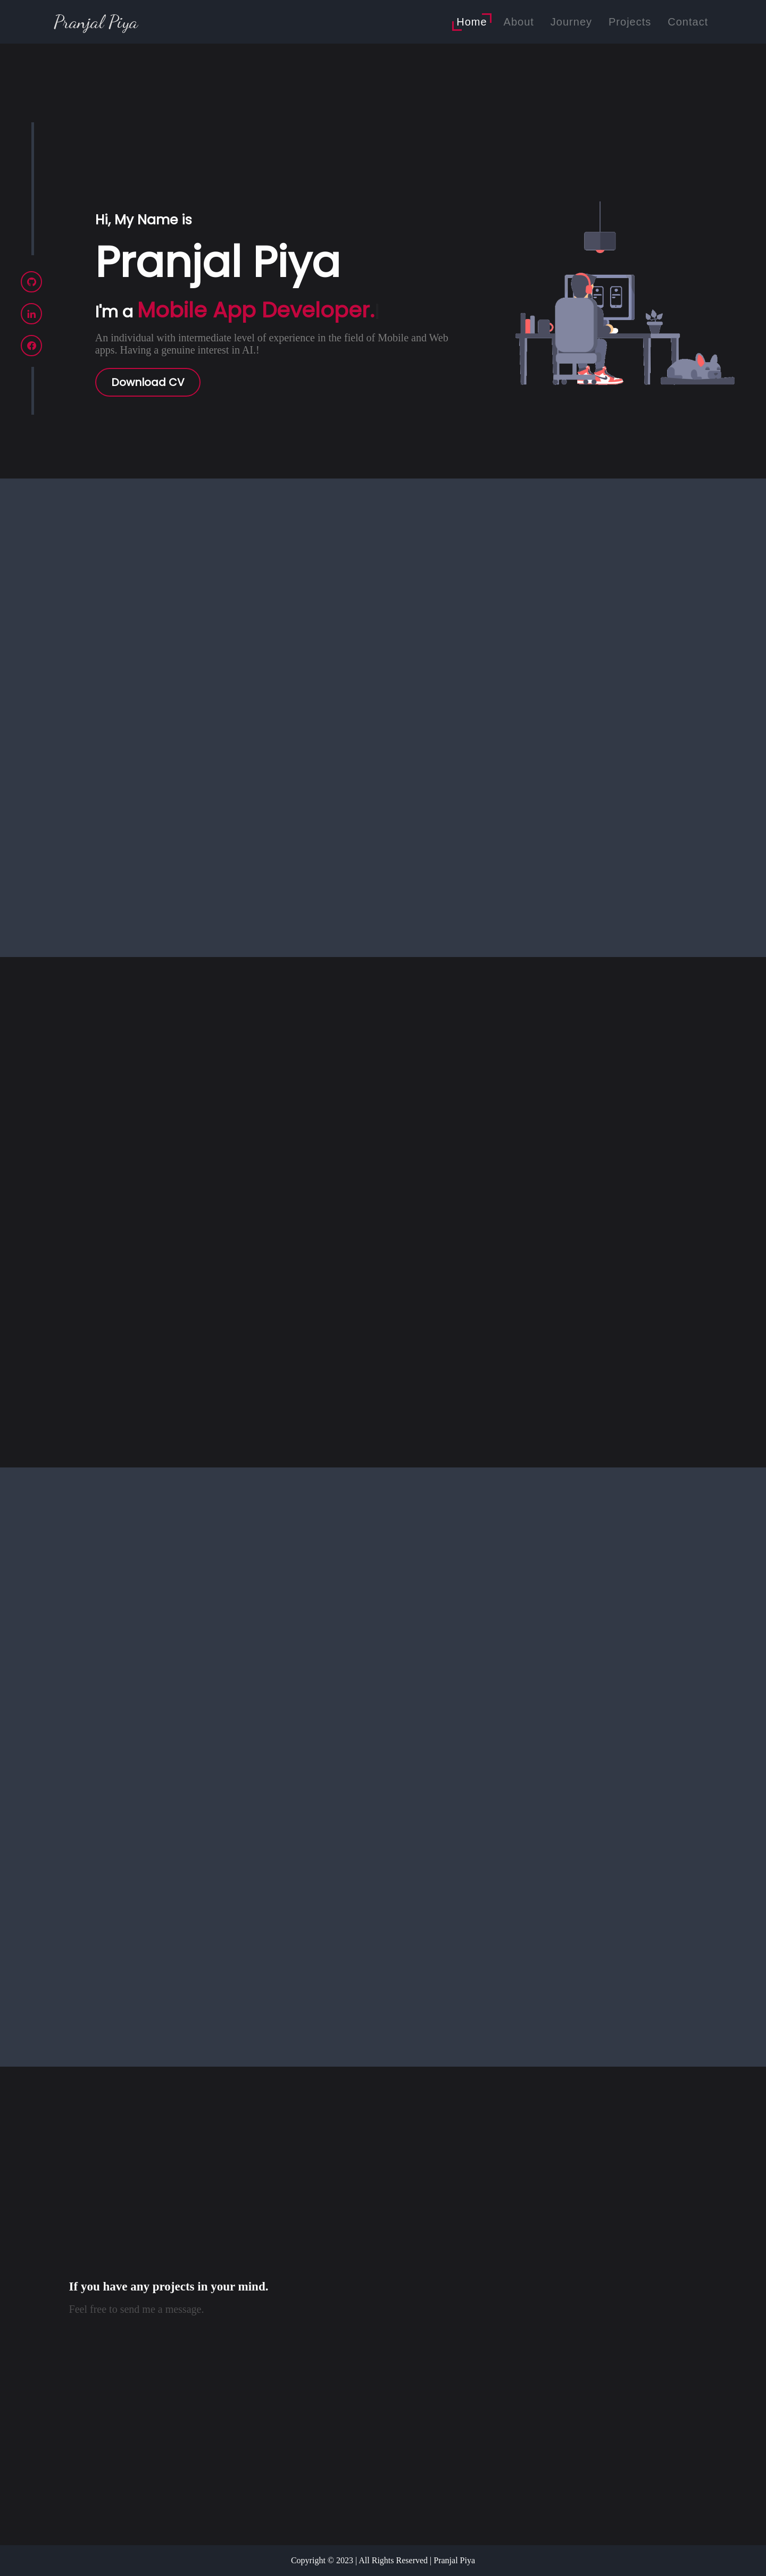 Pranjal Piya
Home About Journey Projects Contact
Hi, My Name is
Pranjal Piya
I'm a Mobile App Developer.
An individual with intermediate level of experience in the field of Mobile and Web
apps. Having a genuine interest in AI.!
Download CV
If you have any projects in your mind.
Feel free to send me a message.
Copyright © 2023 | All Rights Reserved | Pranjal Piya